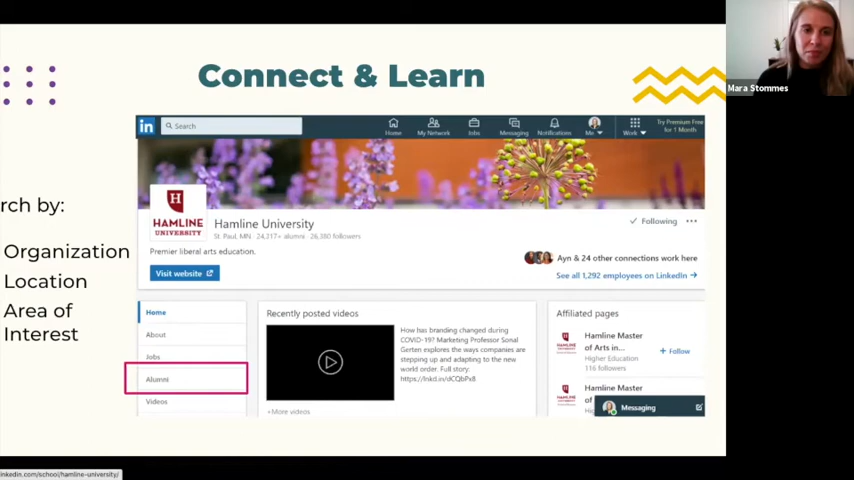 Connect & Learn
Mara Stommes
in
Search
Home
My Network
Jobs
Messaging
Notifications
Me
Work
Try Premium Free
for 1 Month
H
HAMLINE
UNIVERSITY
rch by:
Organization
Location
Area of
Interest
Hamline University
St. Paul, MN · 24,217+ alumni · 26,380 followers
Premier liberal arts education.
Visit website
Following
Ayn & 24 other connections work here
See all 1,292 employees on LinkedIn
Home
About
Jobs
Alumni
Videos
Recently posted videos
How has branding changed during
COVID-19? Marketing Professor Sonal
Gerten explores the ways companies
are stepping up and adapting to the
new world order. Full story:
https://lnkd.in/dCQbPx8
+More videos
Affiliated pages
Hamline Master
of Arts in...
Higher Education
116 followers
+ Follow
Hamline Master
of
Messaging
linkedin.com/school/hamline-university/